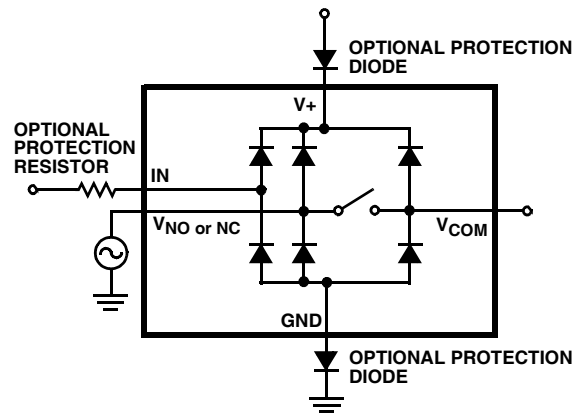 OPTIONAL PROTECTION
DIODE
V+
OPTIONAL
PROTECTION
RESISTOR
IN
VNO or NC
VCOM
GND
OPTIONAL PROTECTION
DIODE